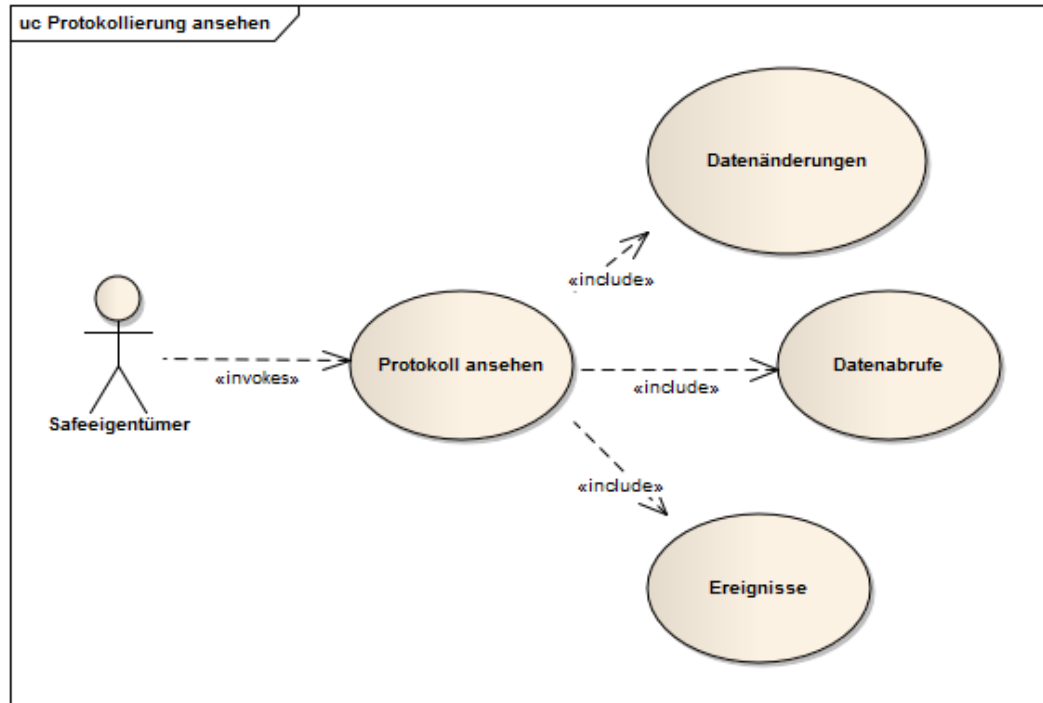 uc Protokollierung ansehen
Datenänderungen
«include»
Protokoll ansehen
«invokes»
Safeeigentümer
Datenabrufe
«include»
«include»
Ereignisse